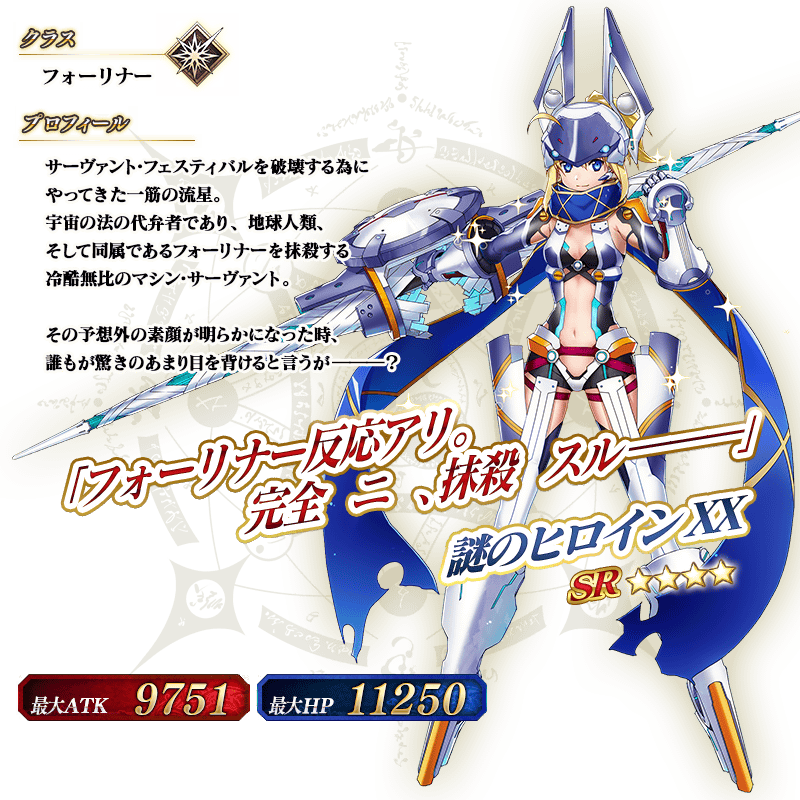 クラス
フォーリナー
プロフィール
サーヴァント・フェスティバルを破壊する為に
やってきた一筋の流星。
宇宙の法の代弁者であり、地球人類、
そして同属であるフォーリナーを抹殺する
冷酷無比のマシン・サーヴァント。
その予想外の素顔が明らかになった時、
誰もが驚きのあまり目を背けると言うが───?
「フォーリナー反応アリ。
完全 ニ 、抹殺 スル───」
謎のヒロインXX
SR ★★★★
最大ATK 9751
最大HP 11250